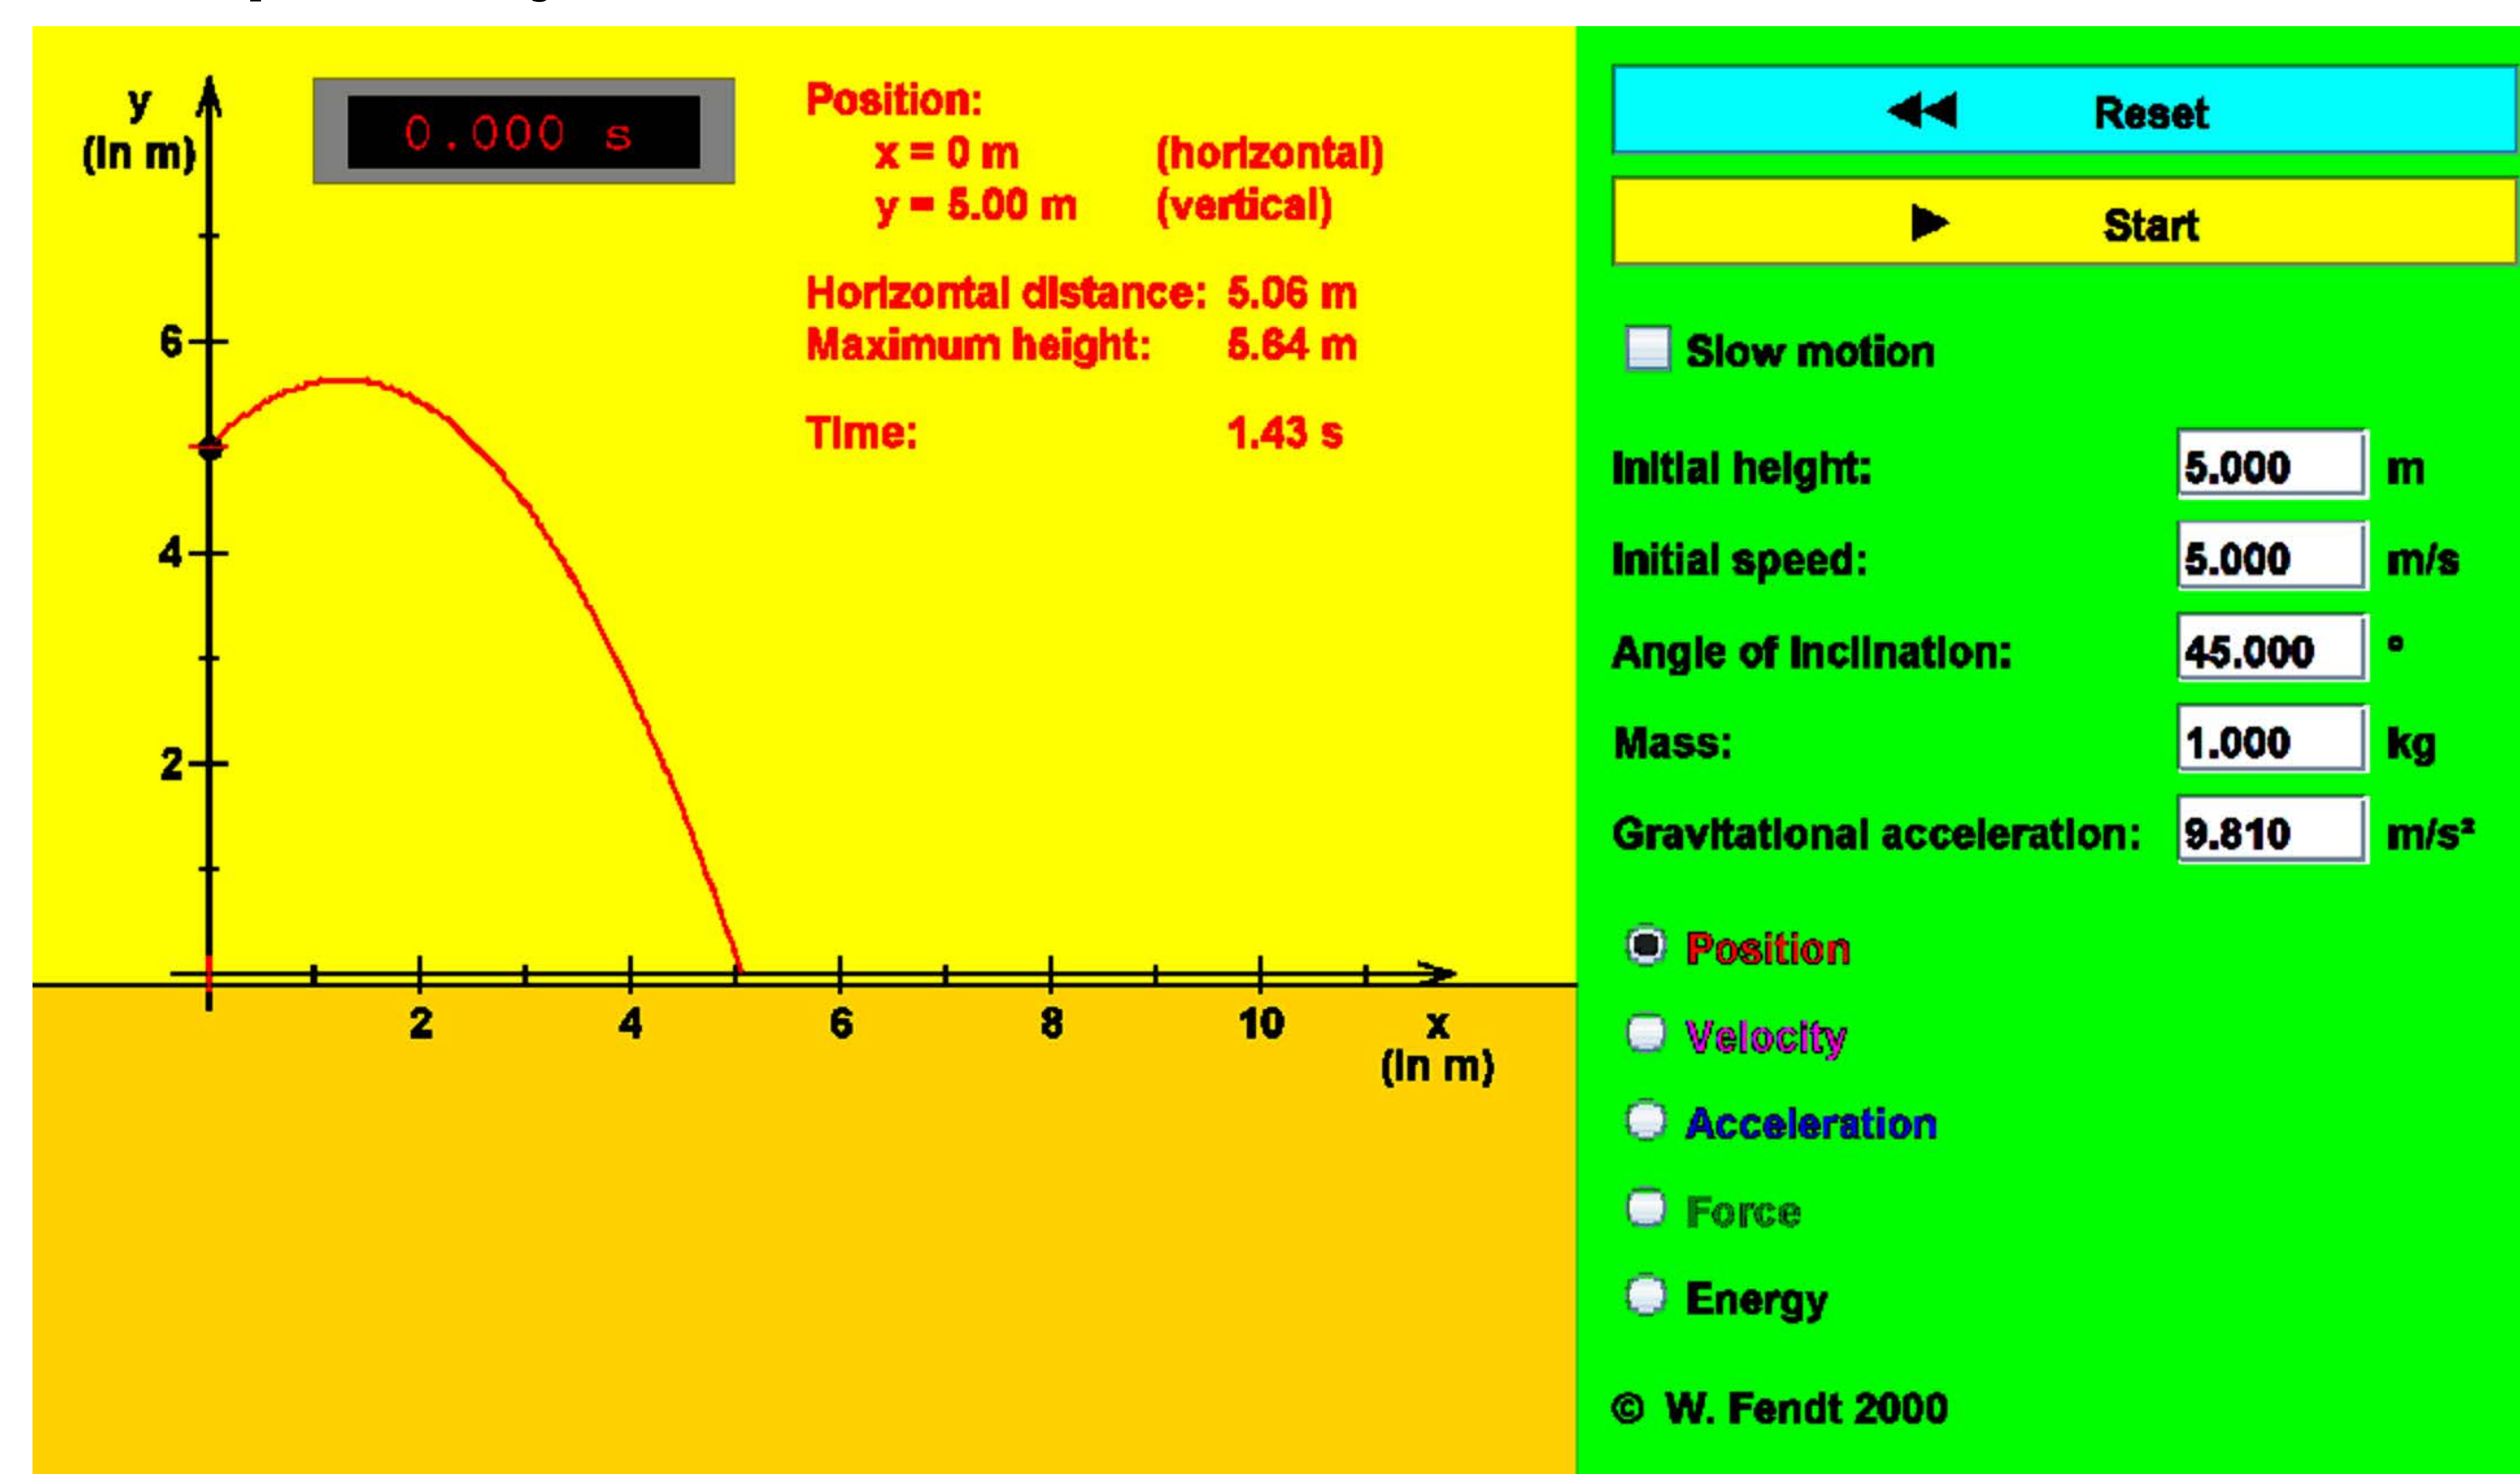 y
(in m)
0.000 s
Position:
x = 0 m (horizontal)
y = 5.00 m (vertical)
Horizontal distance: 5.06 m
Maximum height: 5.64 m
Time: 1.43 s
6
4
2
2 4 6 8 10 x
(in m)
Reset
Start
Slow motion
Initial height: 5.000 m
Initial speed: 5.000 m/s
Angle of inclination: 45.000 °
Mass: 1.000 kg
Gravitational acceleration: 9.810 m/s²
Position
Velocity
Acceleration
Force
Energy
© W. Fendt 2000